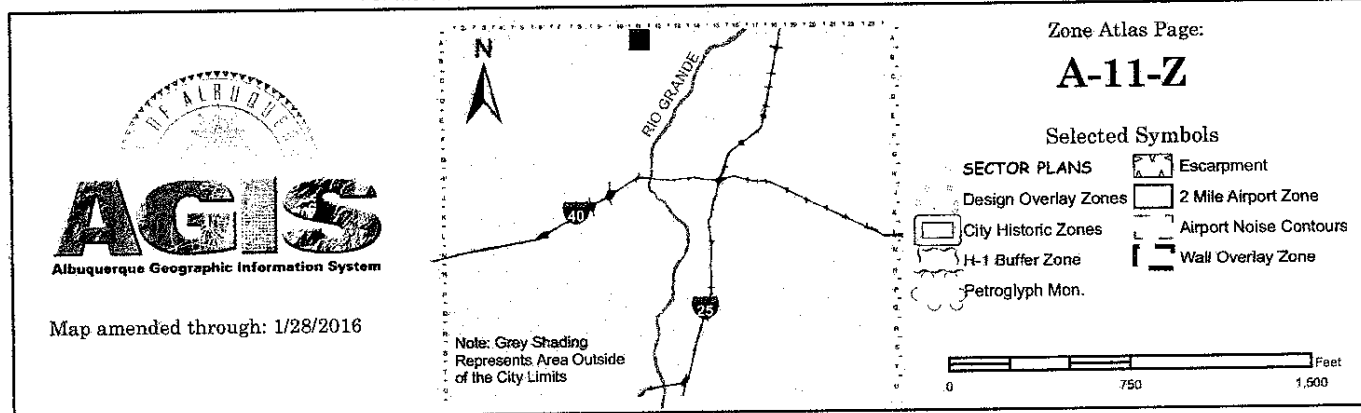 OF ALBUQUER
AGIS
Albuquerque Geographic Information System
Map amended through: 1/28/2016
N
RIO GRANDE
40
25
Note: Grey Shading
Represents Area Outside
of the City Limits
Zone Atlas Page:
A-11-Z
Selected Symbols
SECTOR PLANS
Design Overlay Zones
City Historic Zones
H-1 Buffer Zone
Petroglyph Mon.
Escarpment
2 Mile Airport Zone
Airport Noise Contours
Wall Overlay Zone
Feet
0
750
1,500